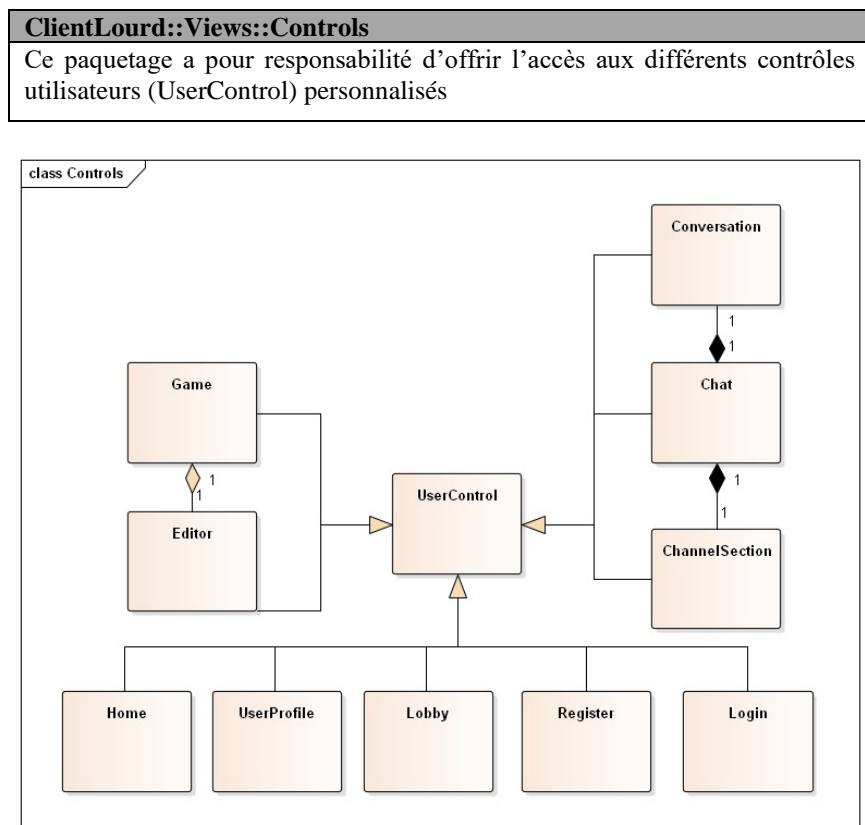 ClientLourd::Views::Controls
Ce paquetage a pour responsabilité d'offrir l'accès aux différents contrôles
utilisateurs (UserControl) personnalisés
class Controls
Conversation
1
1
Game
Chat
1
1
1
UserControl
Editor
1
ChannelSection
Home
UserProfile
Lobby
Register
Login